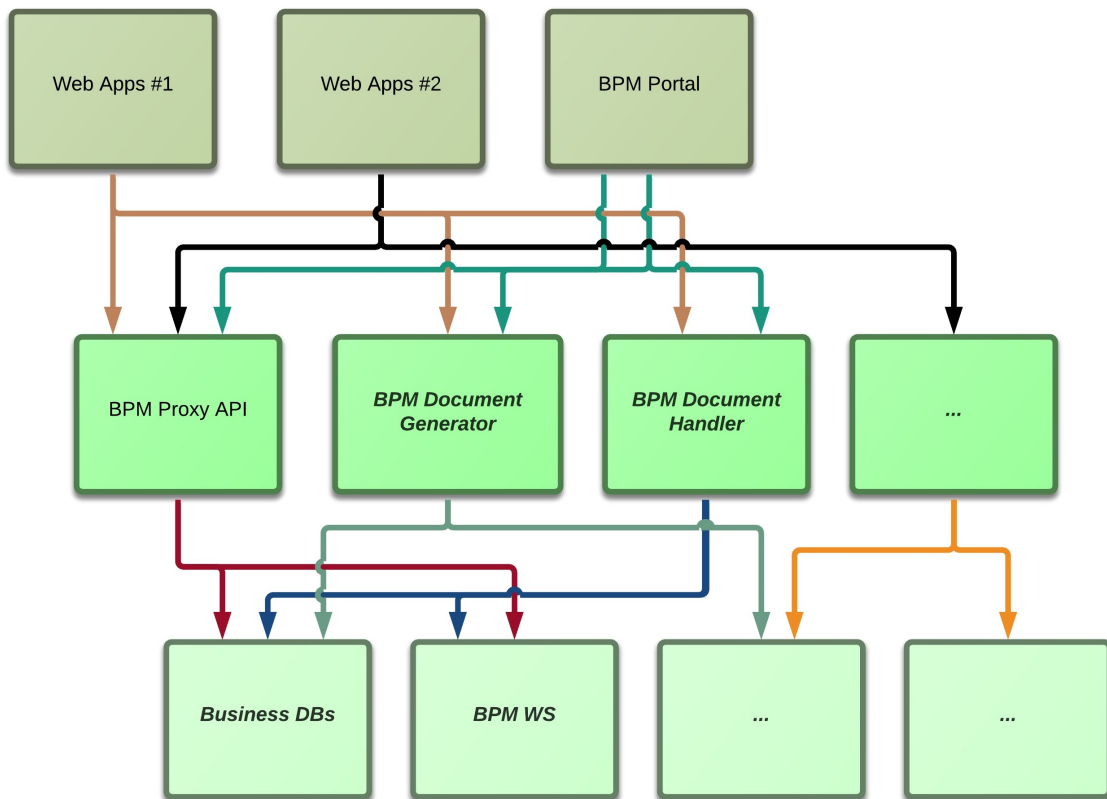 Web Apps #1
Web Apps #2
BPM Portal
BPM Proxy API
BPM Document
Generator
BPM Document
Handler
...
Business DBs
BPM WS
...
...